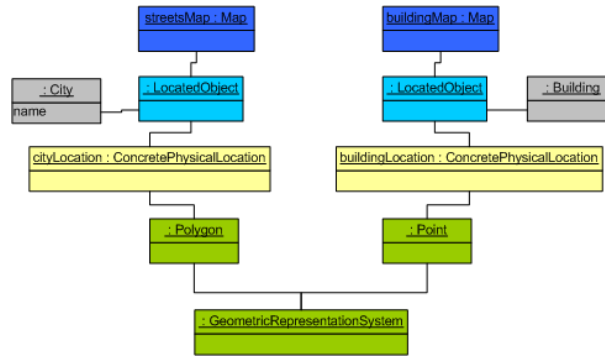 streetsMap : Map
buildingMap : Map
: City
name
: LocatedObject
: LocatedObject
: Building
cityLocation : ConcretePhysicalLocation
buildingLocation : ConcretePhysicalLocation
: Polygon
: Point
: GeometricRepresentationSystem